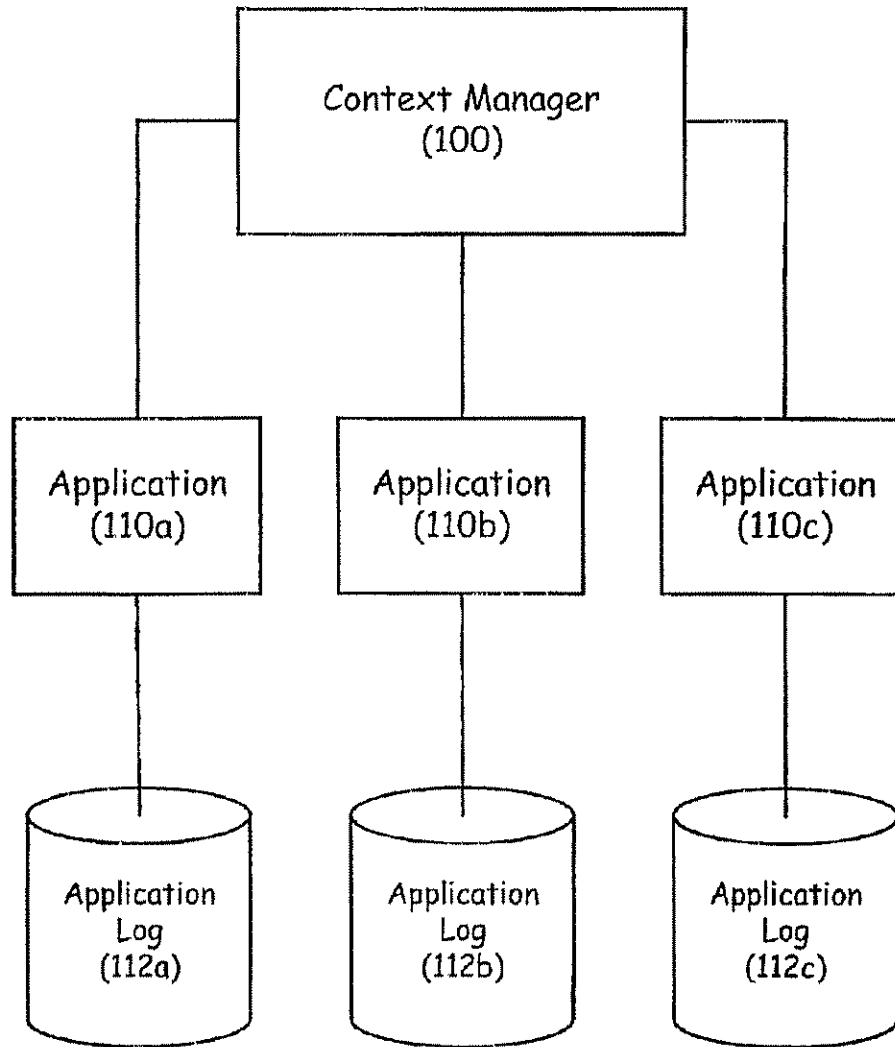 Context Manager
(100)
Application
(110a)
Application
(110b)
Application
(110c)
Application
Log
(112a)
Application
Log
(112b)
Application
Log
(112c)